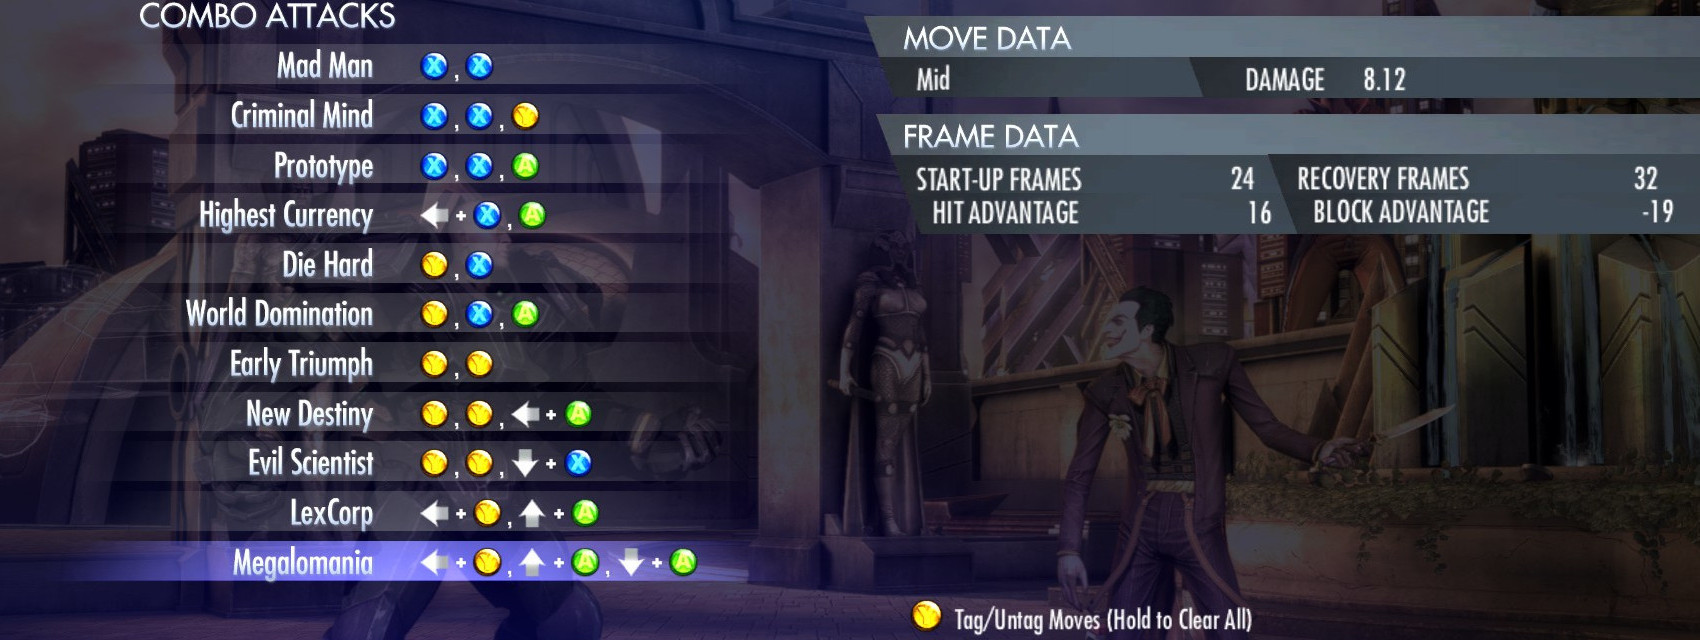 COMBO ATTACKS
Mad Man X , X
Criminal Mind X , X , Y
Prototype X , X , A
Highest Currency ← + X , A
Die Hard Y , X
World Domination Y , X , A
Early Triumph Y , Y
New Destiny Y , Y , ← + A
Evil Scientist Y , Y , ↓ + X
LexCorp ← + Y , ↑ + A
Megalomania ← + Y , ↑ + A , ↓ + A
MOVE DATA
Mid DAMAGE 8.12
FRAME DATA
START-UP FRAMES 24 RECOVERY FRAMES 32
HIT ADVANTAGE 16 BLOCK ADVANTAGE -19
Y Tag/Untag Moves (Hold to Clear All)